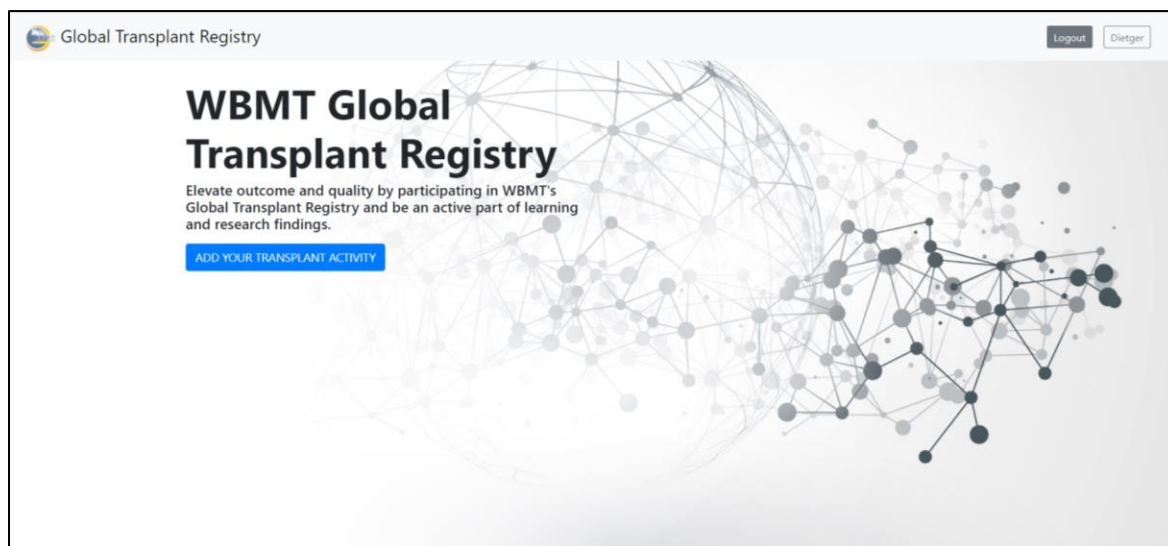 Global Transplant Registry
Logout
Dietger
WBMT Global
Transplant Registry
Elevate outcome and quality by participating in WBMT's
Global Transplant Registry and be an active part of learning
and research findings.
ADD YOUR TRANSPLANT ACTIVITY